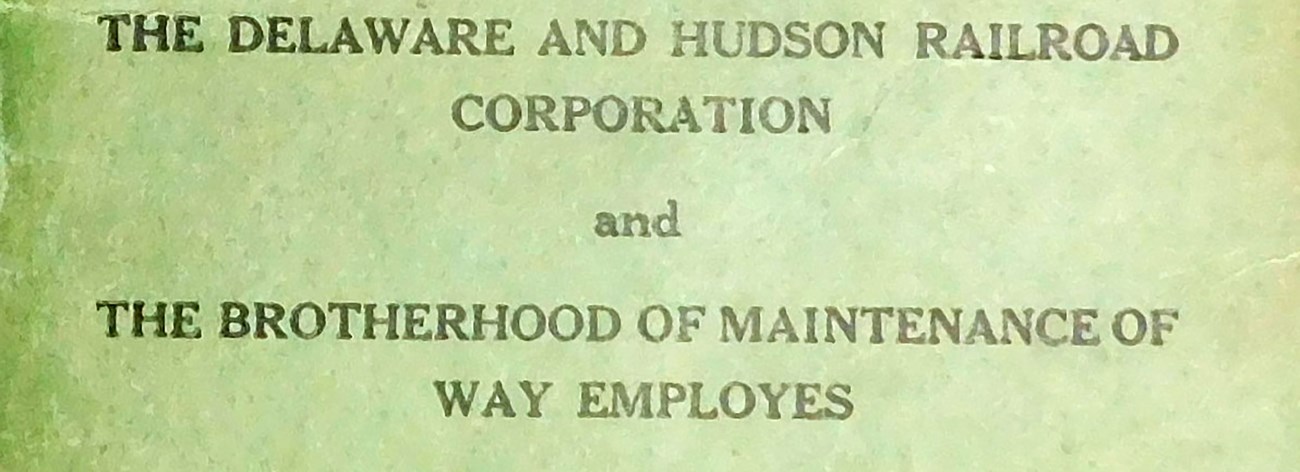 THE DELAWARE AND HUDSON RAILROAD
CORPORATION
and
THE BROTHERHOOD OF MAINTENANCE OF
WAY EMPLOYES